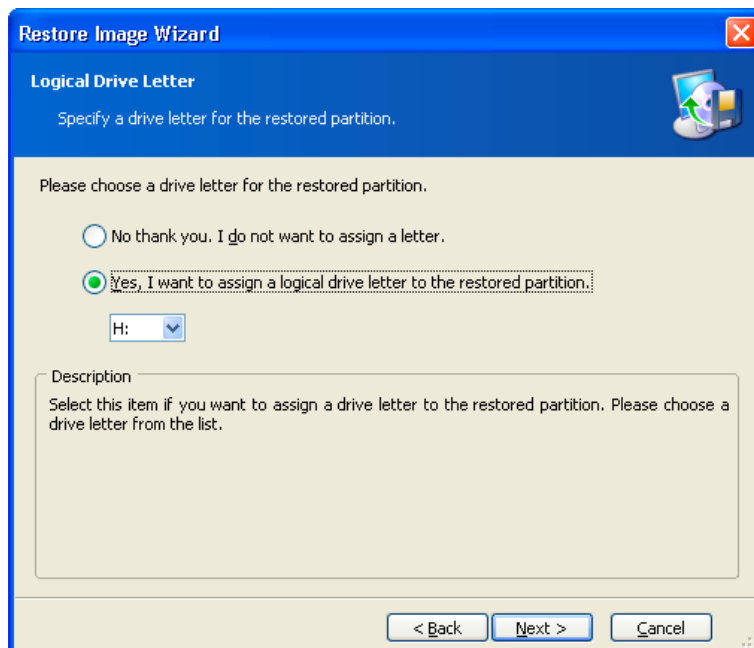 Restore Image Wizard
Logical Drive Letter
Specify a drive letter for the restored partition.
Please choose a drive letter for the restored partition.
No thank you. I do not want to assign a letter.
Yes, I want to assign a logical drive letter to the restored partition.
H:
Description
Select this item if you want to assign a drive letter to the restored partition. Please choose a
drive letter from the list.
< Back Next > Cancel